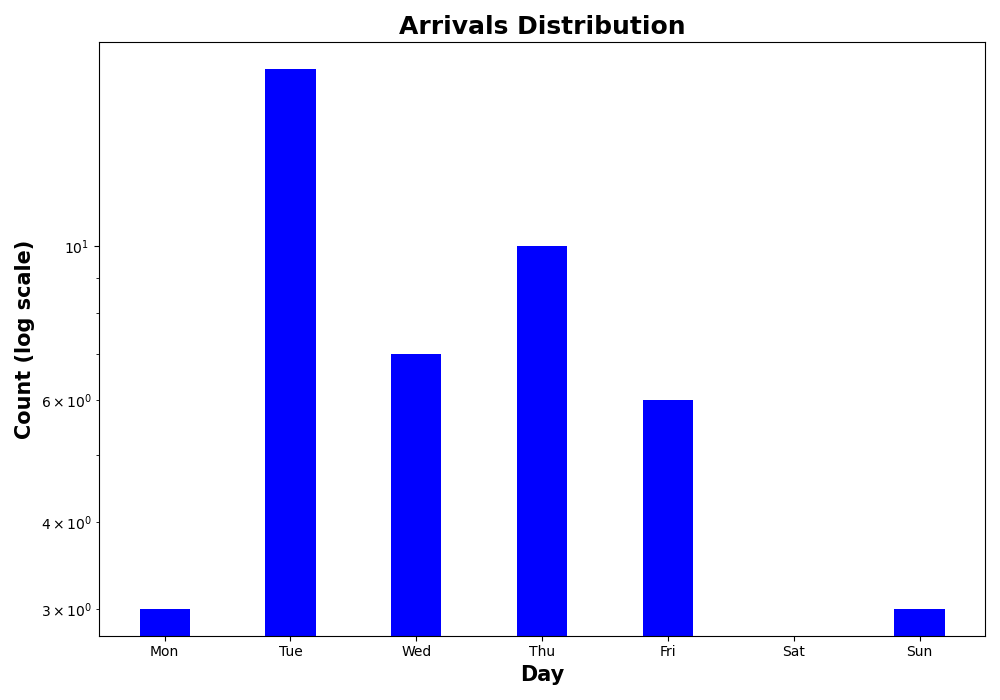 Arrivals Distribution
Count (log scale)
10¹
6 × 10⁰
4 × 10⁰
3 × 10⁰
Mon Tue Wed Thu Fri Sat Sun
Day